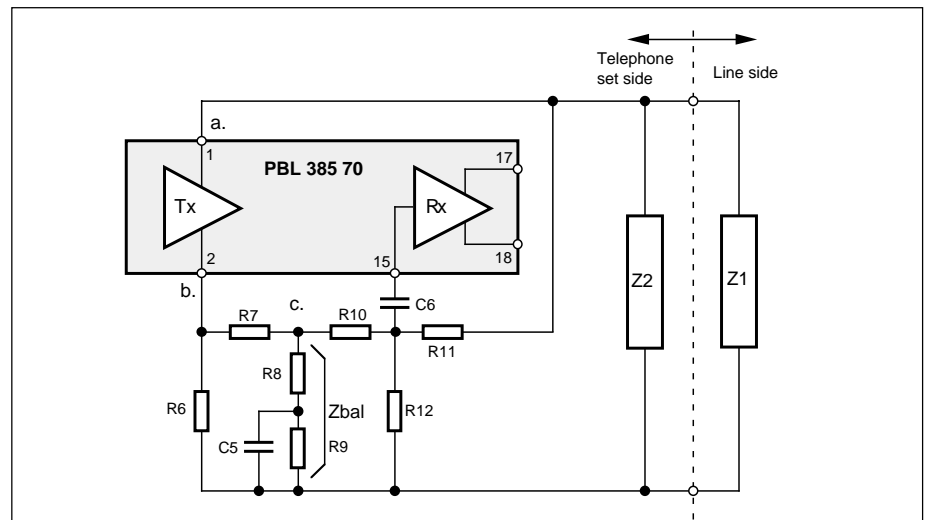 Telephone
set side
Line side
a.
1
PBL 385 70
17
Tx
Rx
2
15
18
b.
C6
Z2
Z1
c.
R7
R10
R11
R8
R6
Zbal
R12
C5
R9